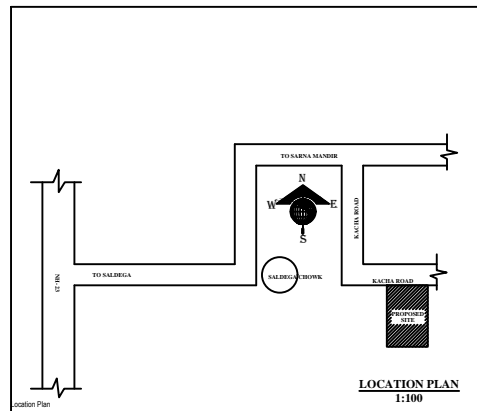 TO SARNA MANDIR
N
W
E
S
KACHA ROAD
TO SALDEGA
SALDEGA CHOWK
KACHA ROAD
NH-23
PROPOSED
SITE
LOCATION PLAN
1:100
Location Plan